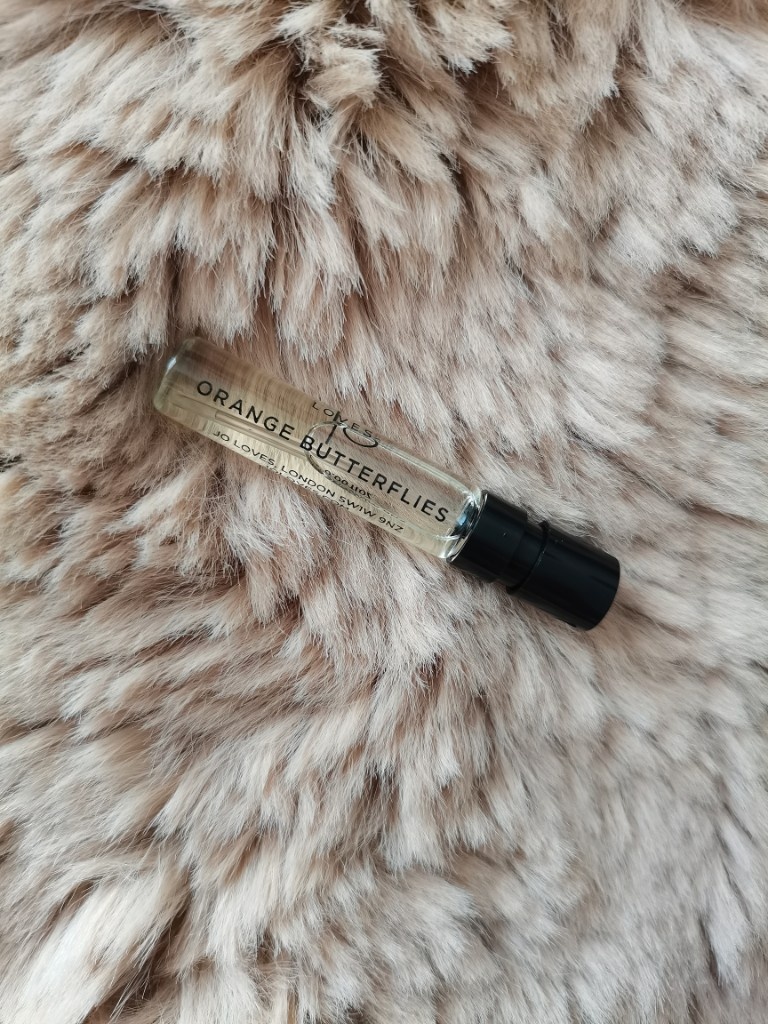 LOVES
Jo
ORANGE BUTTERFLIES
JO LOVES, LONDON SW1W 9NZ